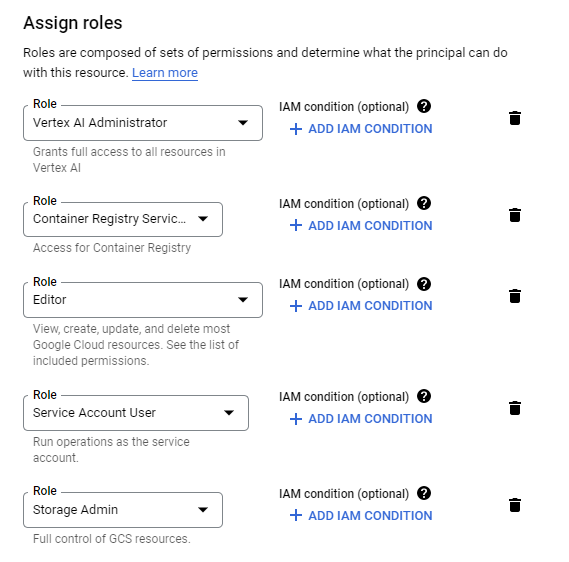 Assign roles
Roles are composed of sets of permissions and determine what the principal can do
with this resource. Learn more
Role
IAM condition (optional) ?
Vertex AI Administrator
+ ADD IAM CONDITION
Grants full access to all resources in
Vertex AI
Role
IAM condition (optional) ?
Container Registry Servic...
+ ADD IAM CONDITION
Access for Container Registry
Role
IAM condition (optional) ?
Editor
+ ADD IAM CONDITION
View, create, update, and delete most
Google Cloud resources. See the list of
included permissions.
Role
IAM condition (optional) ?
Service Account User
+ ADD IAM CONDITION
Run operations as the service
account.
Role
IAM condition (optional) ?
Storage Admin
+ ADD IAM CONDITION
Full control of GCS resources.